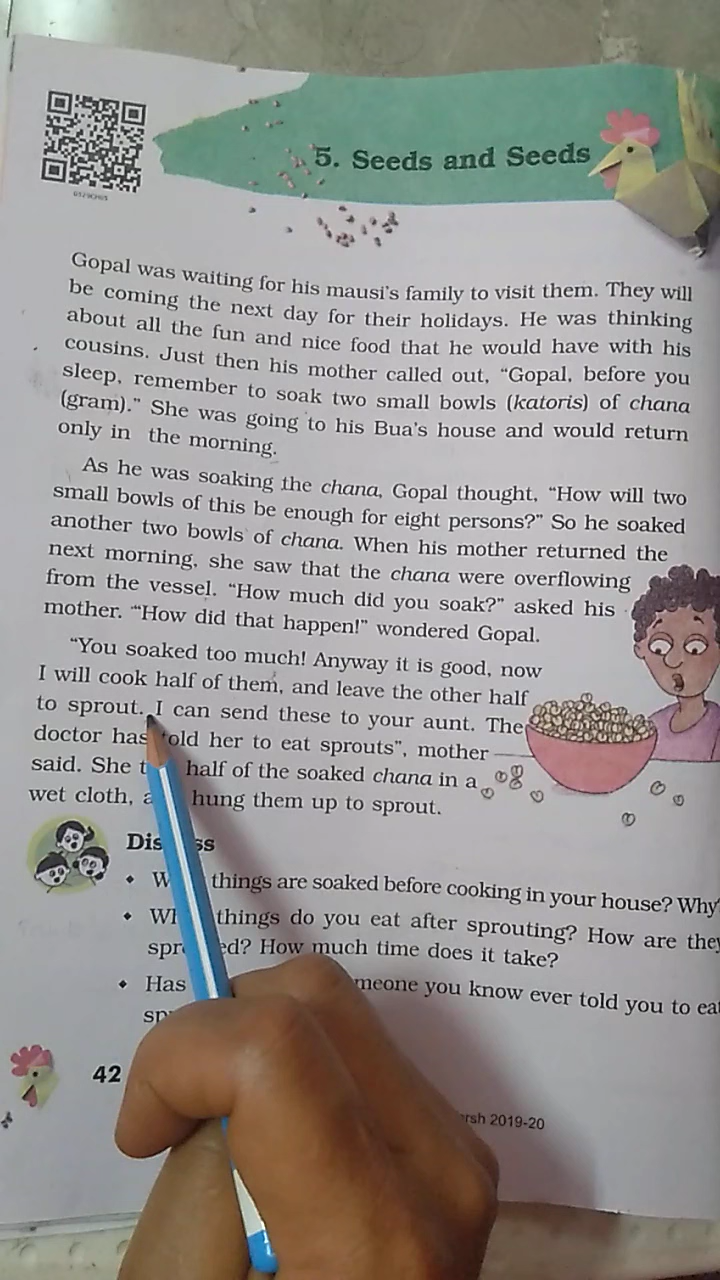 5. Seeds and Seeds
Gopal was waiting for his mausi's family to visit them. They will
be coming the next day for their holidays. He was thinking
about all the fun and nice food that he would have with his
cousins. Just then his mother called out, "Gopal, before you
sleep, remember to soak two small bowls (katoris) of chana
(gram)." She was going to his Bua's house and would return
only in the morning.
As he was soaking the chana, Gopal thought, "How will two
small bowls of this be enough for eight persons?" So he soaked
another two bowls of chana. When his mother returned the
next morning, she saw that the chana were overflowing
from the vessel. "How much did you soak?" asked his
mother. "How did that happen!" wondered Gopal.
"You soaked too much! Anyway it is good, now
I will cook half of them, and leave the other half
to sprout. I can send these to your aunt. The
doctor has told her to eat sprouts", mother
said. She half of the soaked chana in a
wet cloth, hung them up to sprout.
Discuss
• things are soaked before cooking in your house? Why
• things do you eat after sprouting? How are they
How much time does it take?
• Has you know ever told you to eat
42
2019-20